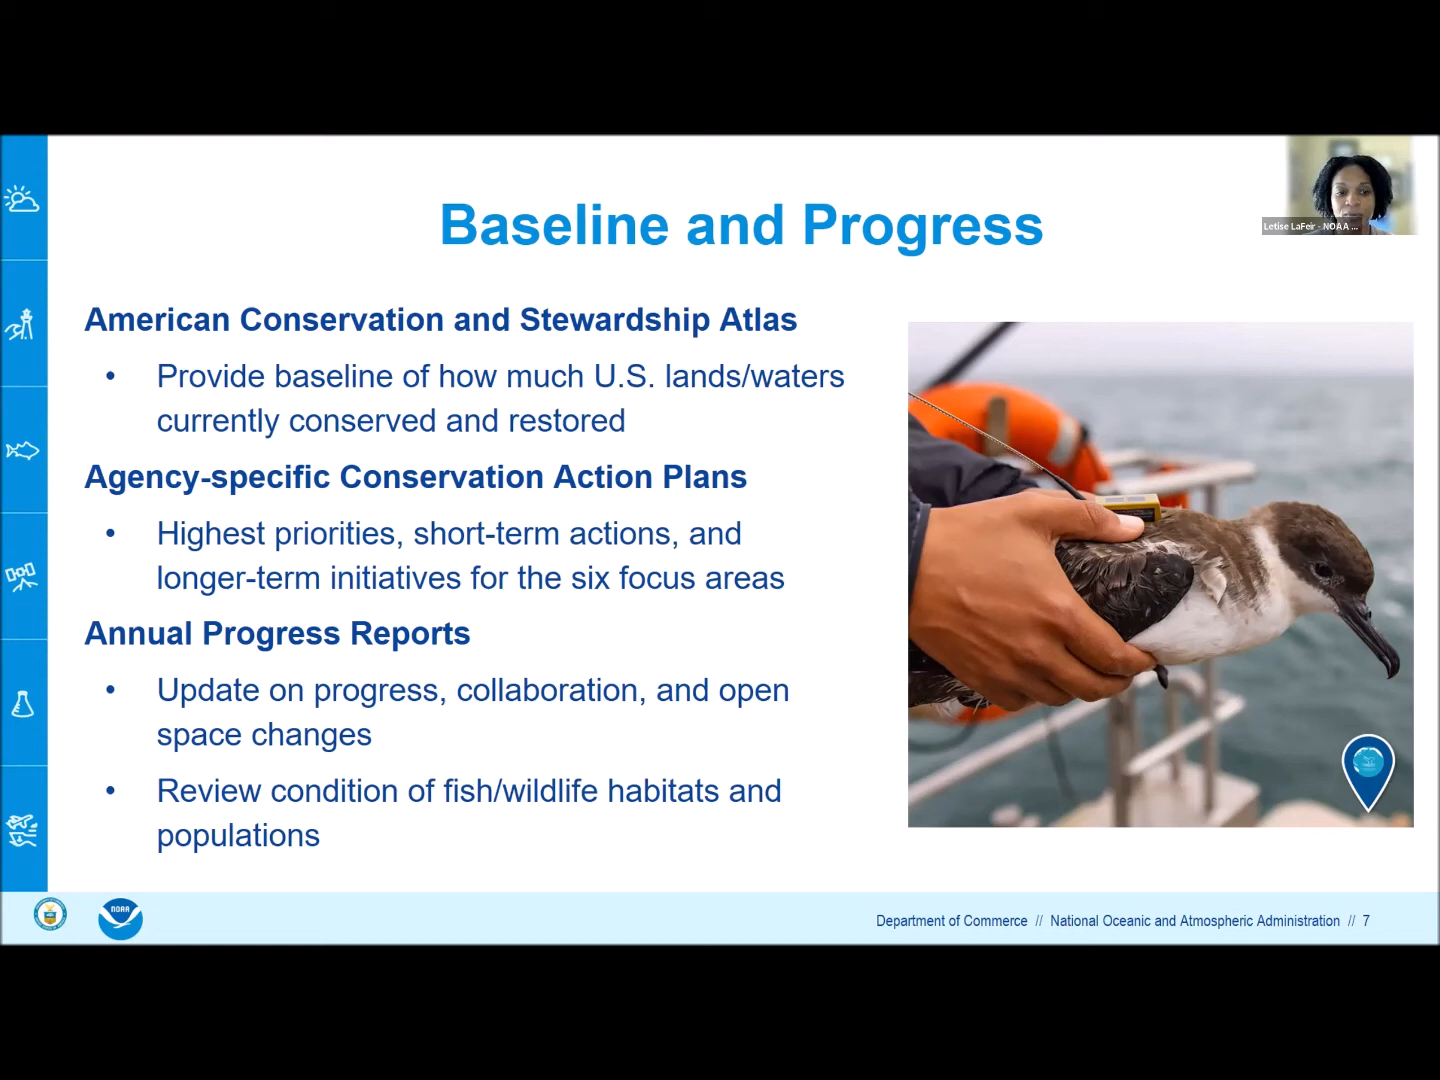 Baseline and Progress
Letise LaFeir - NOAA ...
American Conservation and Stewardship Atlas
• Provide baseline of how much U.S. lands/waters
currently conserved and restored
Agency-specific Conservation Action Plans
• Highest priorities, short-term actions, and
longer-term initiatives for the six focus areas
Annual Progress Reports
• Update on progress, collaboration, and open
space changes
• Review condition of fish/wildlife habitats and
populations
NOAA
Department of Commerce // National Oceanic and Atmospheric Administration // 7